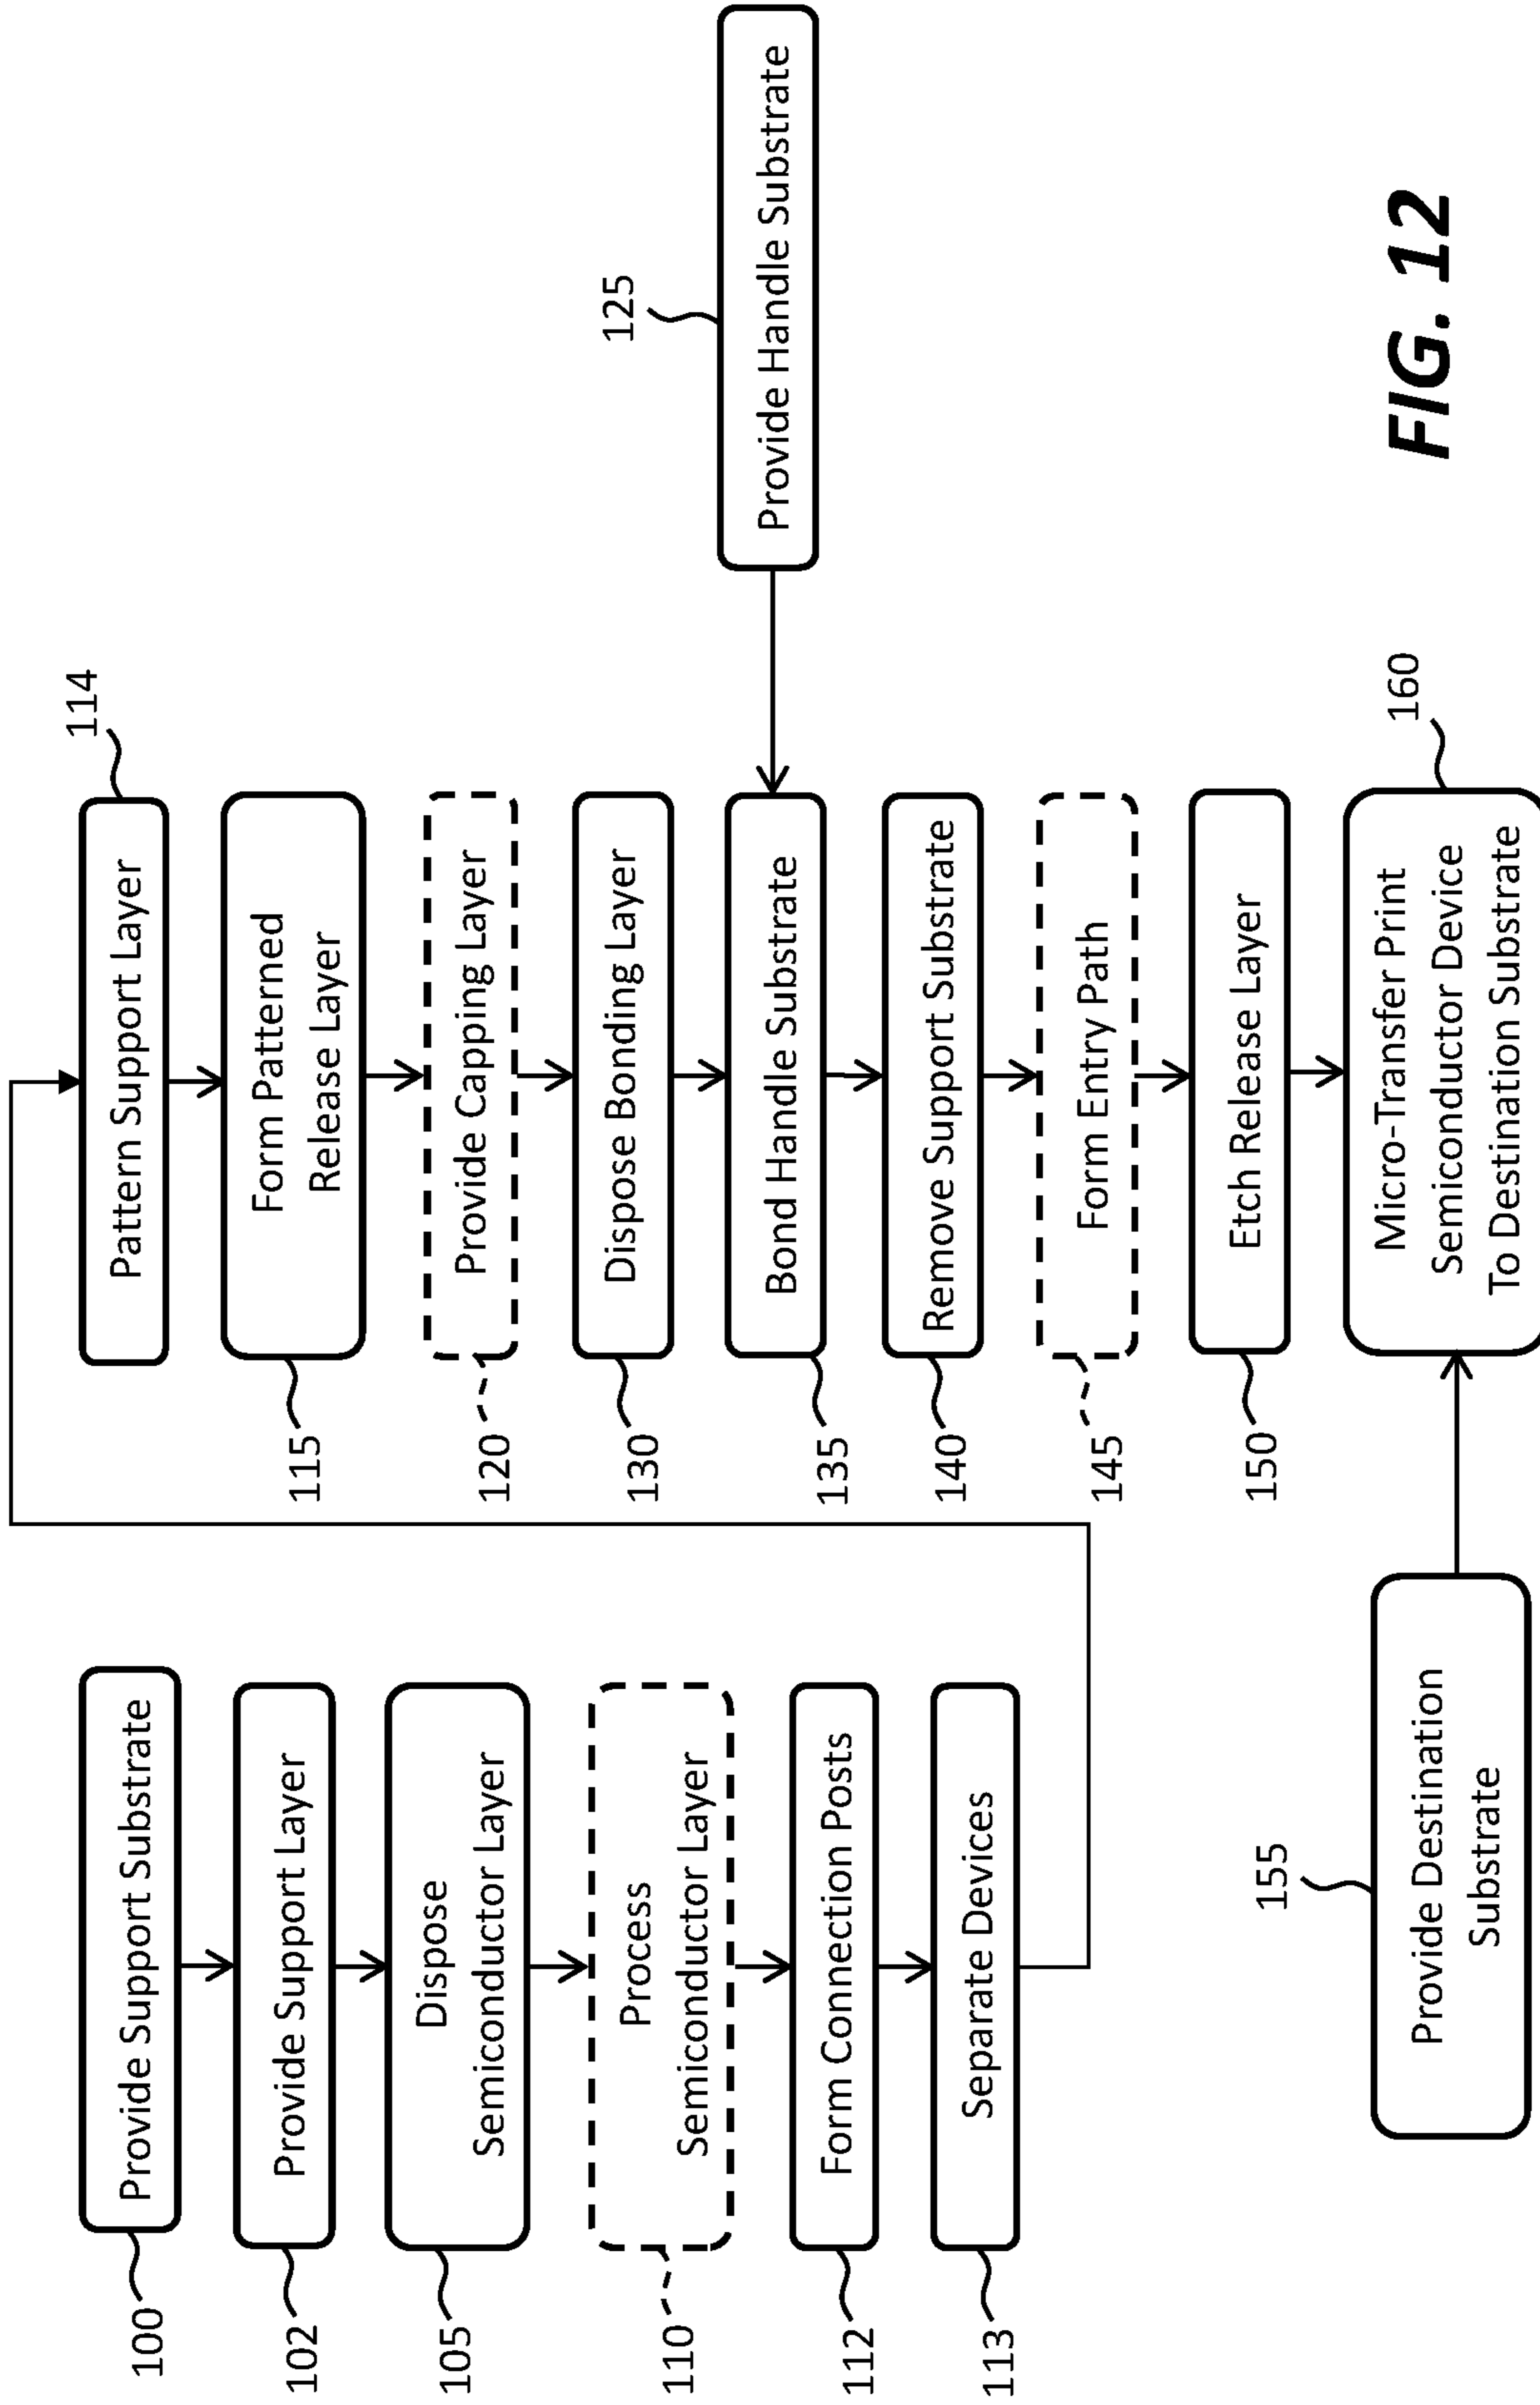 100
Provide Support Substrate
102
Provide Support Layer
105
Dispose
Semiconductor Layer
110
Process
Semiconductor Layer
112
Form Connection Posts
113
Separate Devices
114
Pattern Support Layer
115
Form Patterned
Release Layer
120
Provide Capping Layer
130
Dispose Bonding Layer
125
Provide Handle Substrate
135
Bond Handle Substrate
140
Remove Support Substrate
145
Form Entry Path
150
Etch Release Layer
155
Provide Destination
Substrate
160
Micro-Transfer Print
Semiconductor Device
To Destination Substrate
FIG. 12